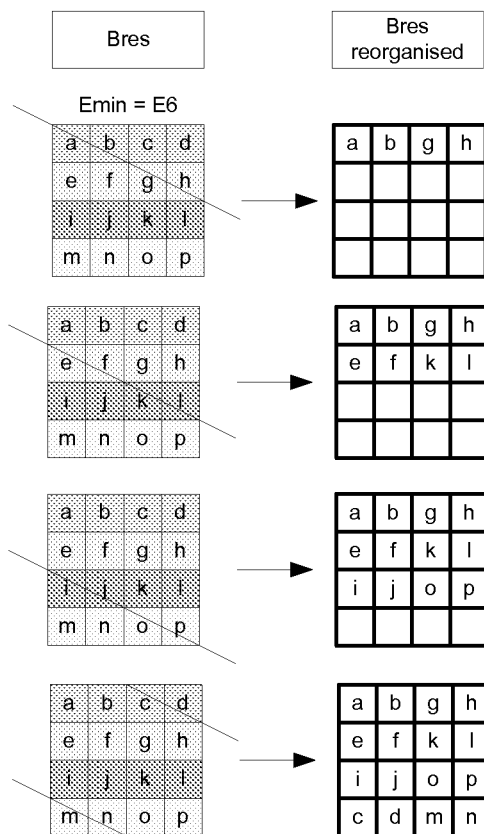 Bres
Bres
reorganised
Emin = E6
a b c d
e f g h
i j k l
m n o p
a b g h
a b c d
e f g h
i j k l
m n o p
a b g h
e f k l
a b c d
e f g h
i j k l
m n o p
a b g h
e f k l
i j o p
a b c d
e f g h
i j k l
m n o p
a b g h
e f k l
i j o p
c d m n